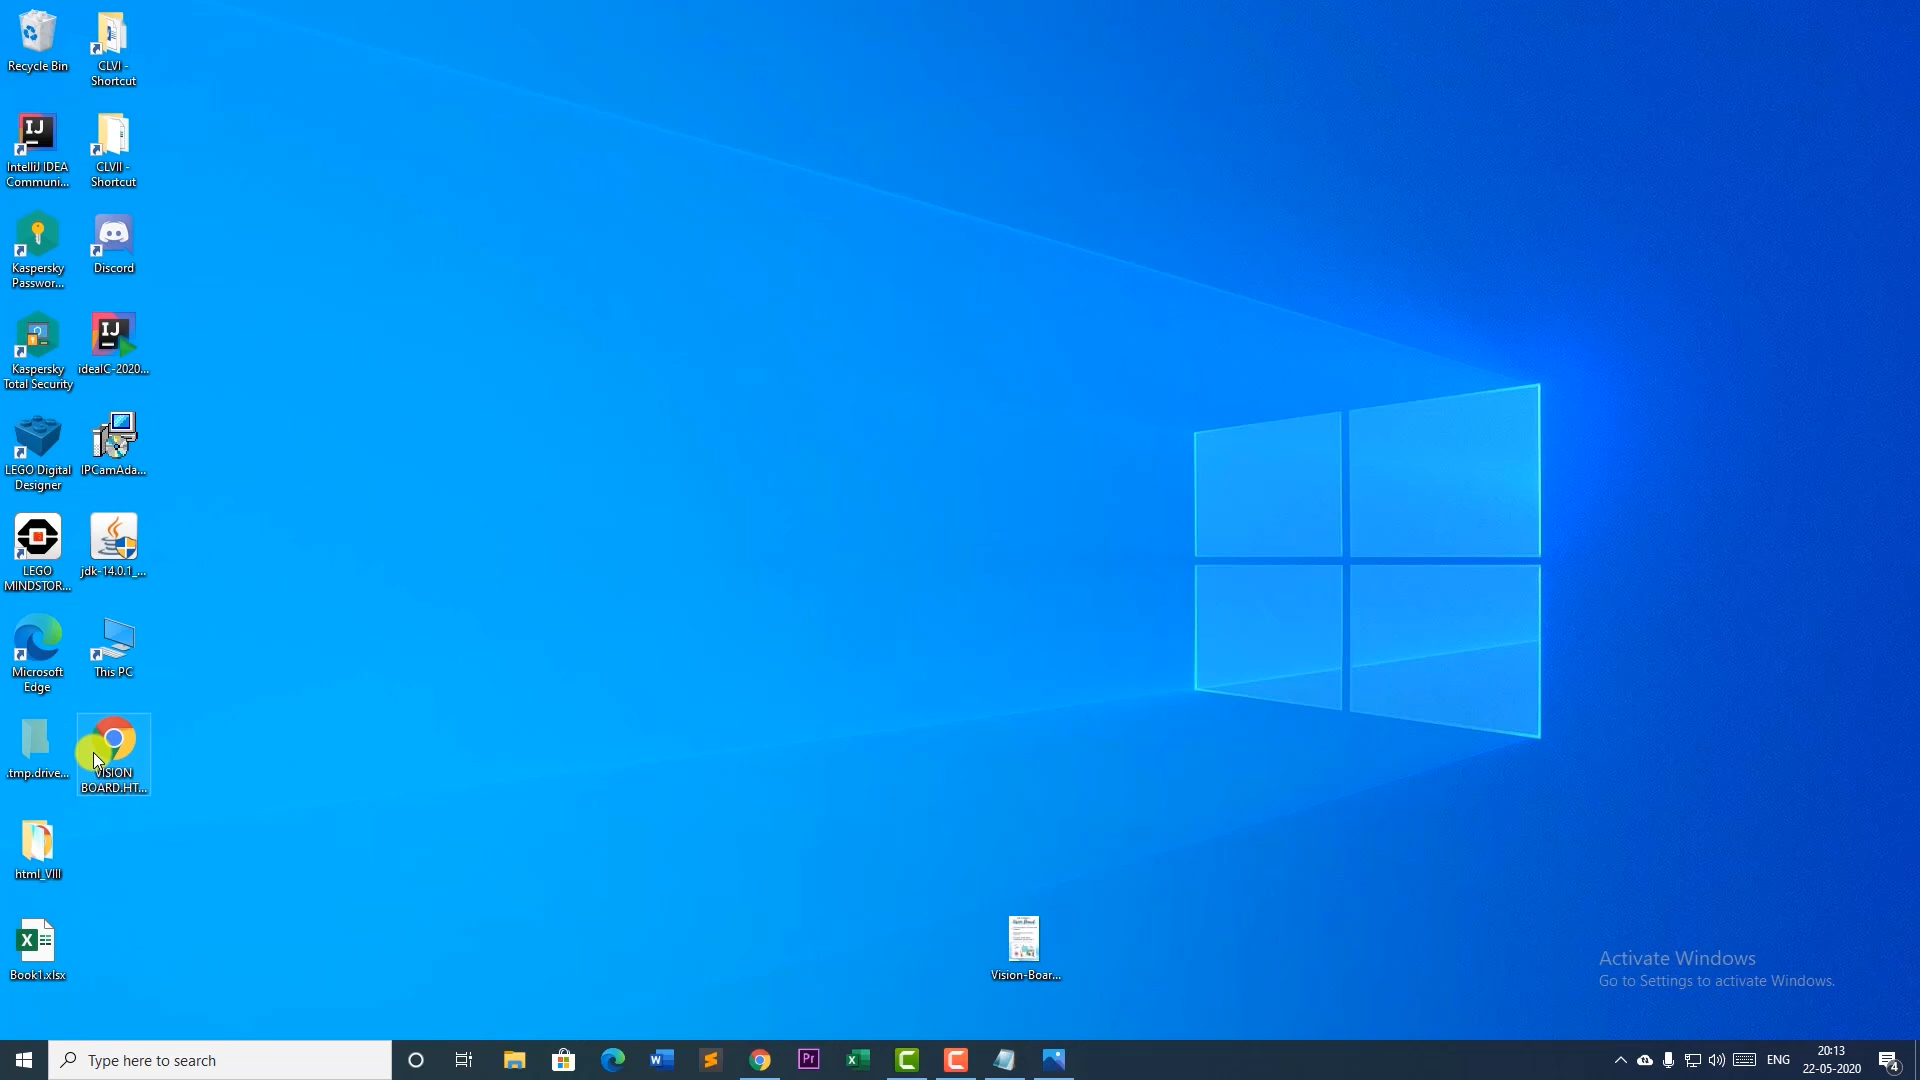 Recycle Bin
CLVI -
Shortcut
IntelliJ IDEA
Communi...
CLVII -
Shortcut
Kaspersky
Passwor...
Discord
Kaspersky
Total Security
ideaIC-2020...
LEGO Digital
Designer
IPCamAda...
LEGO
MINDSTOR...
jdk-14.0.1_...
Microsoft
Edge
This PC
.tmp.drive...
VISION
BOARD.HT...
html_VIII
Book1.xlsx
Vision-Boar...
Activate Windows
Go to Settings to activate Windows.
Type here to search
ENG
20:13
22-05-2020
4